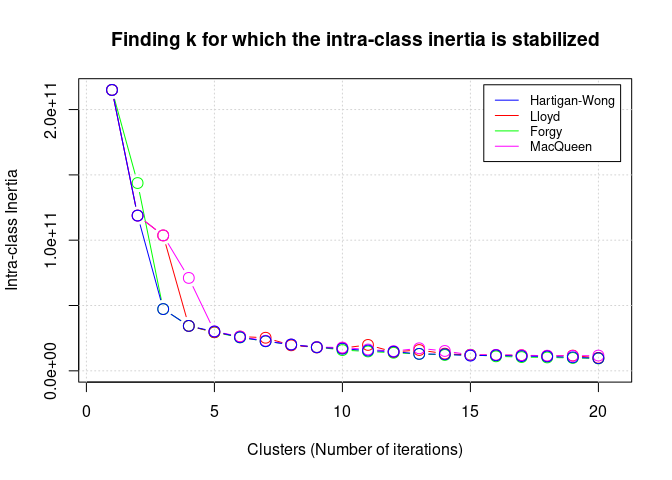 Finding k for which the intra-class inertia is stabilized
Intra-class Inertia
2.0e+11
1.0e+11
0.0e+00
Hartigan-Wong
Lloyd
Forgy
MacQueen
0 5 10 15 20
Clusters (Number of iterations)